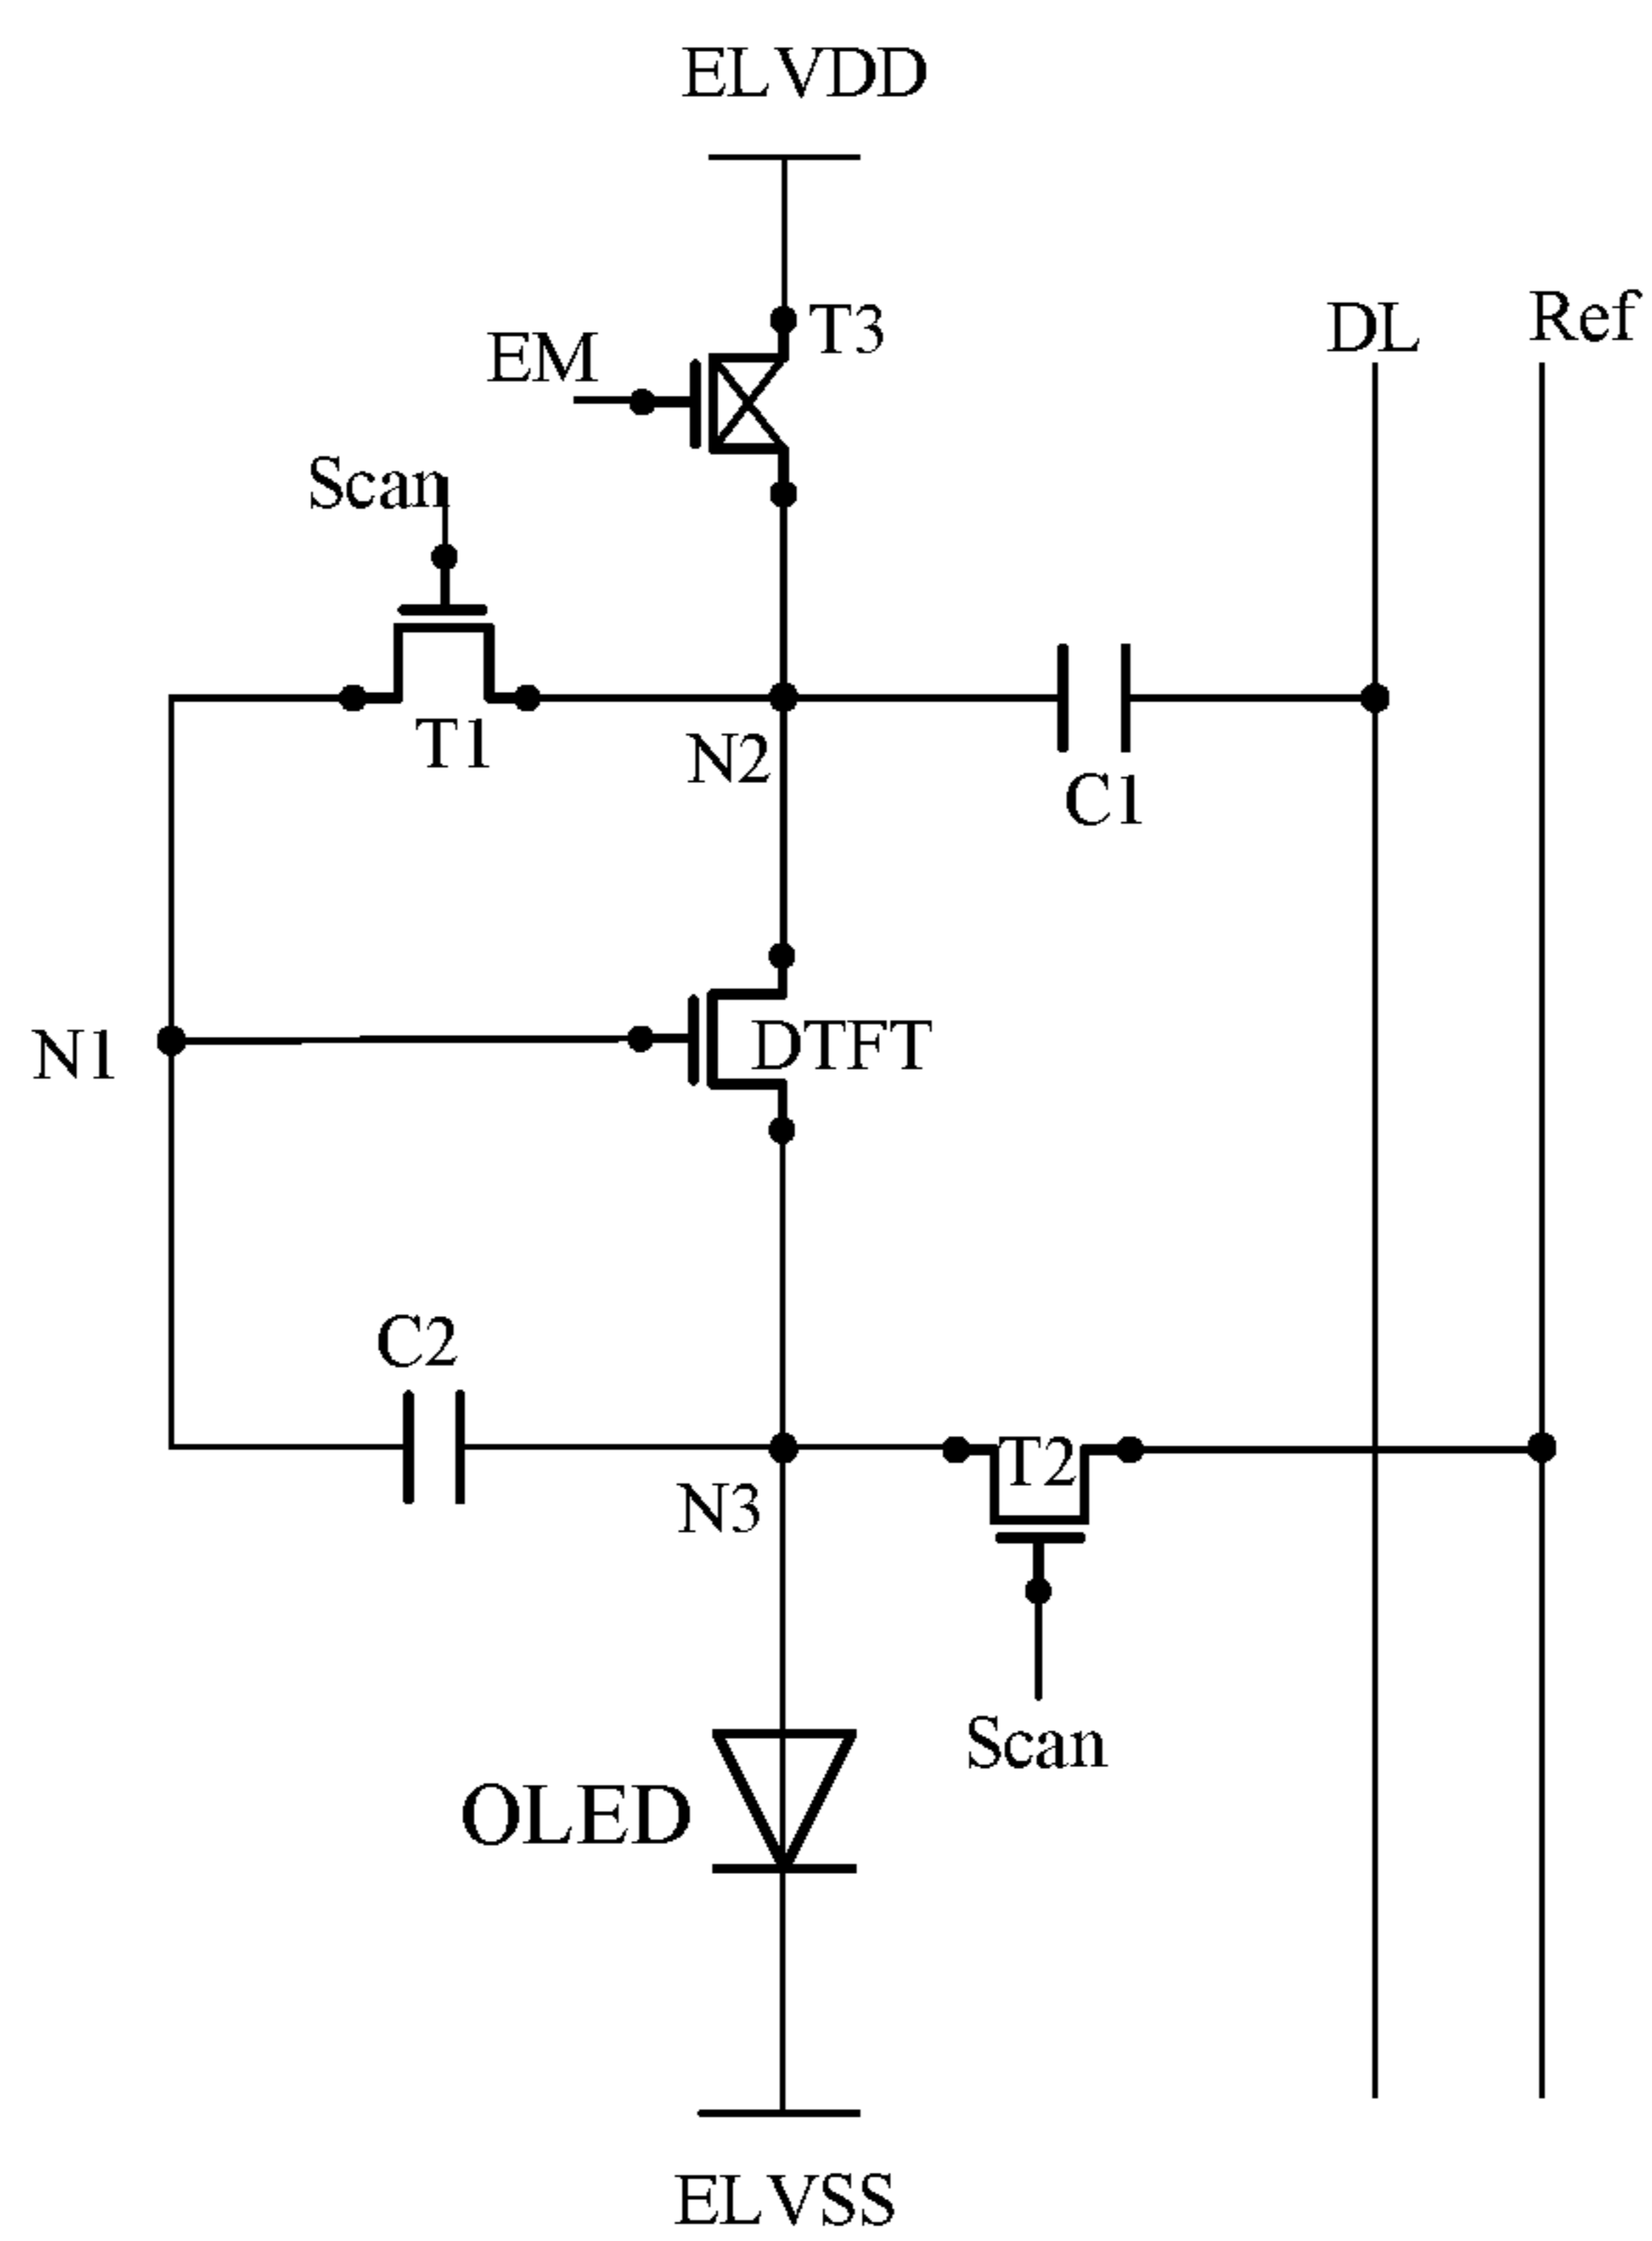 ELVDD
T3
DL
Ref
EM
Scan
T1
N2
C1
N1
DTFT
C2
T2
N3
Scan
OLED
ELVSS